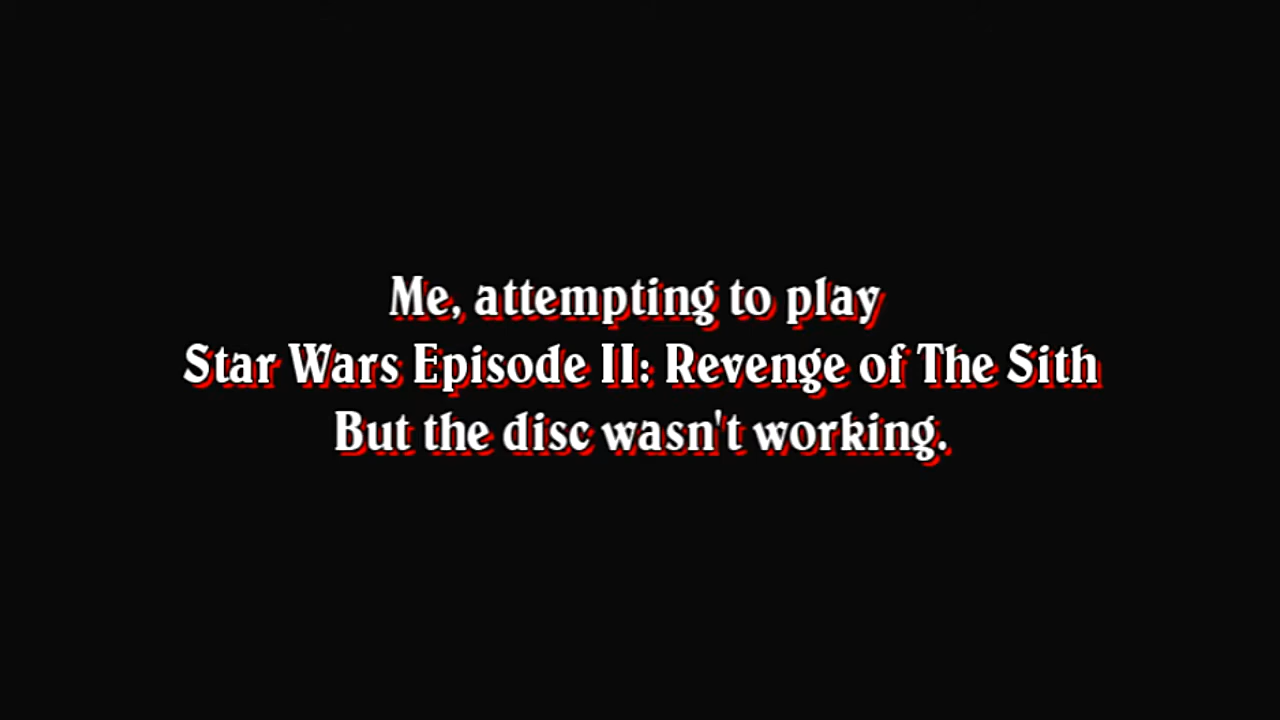 Me, attempting to play
Star Wars Episode II: Revenge of The Sith
But the disc wasn't working.